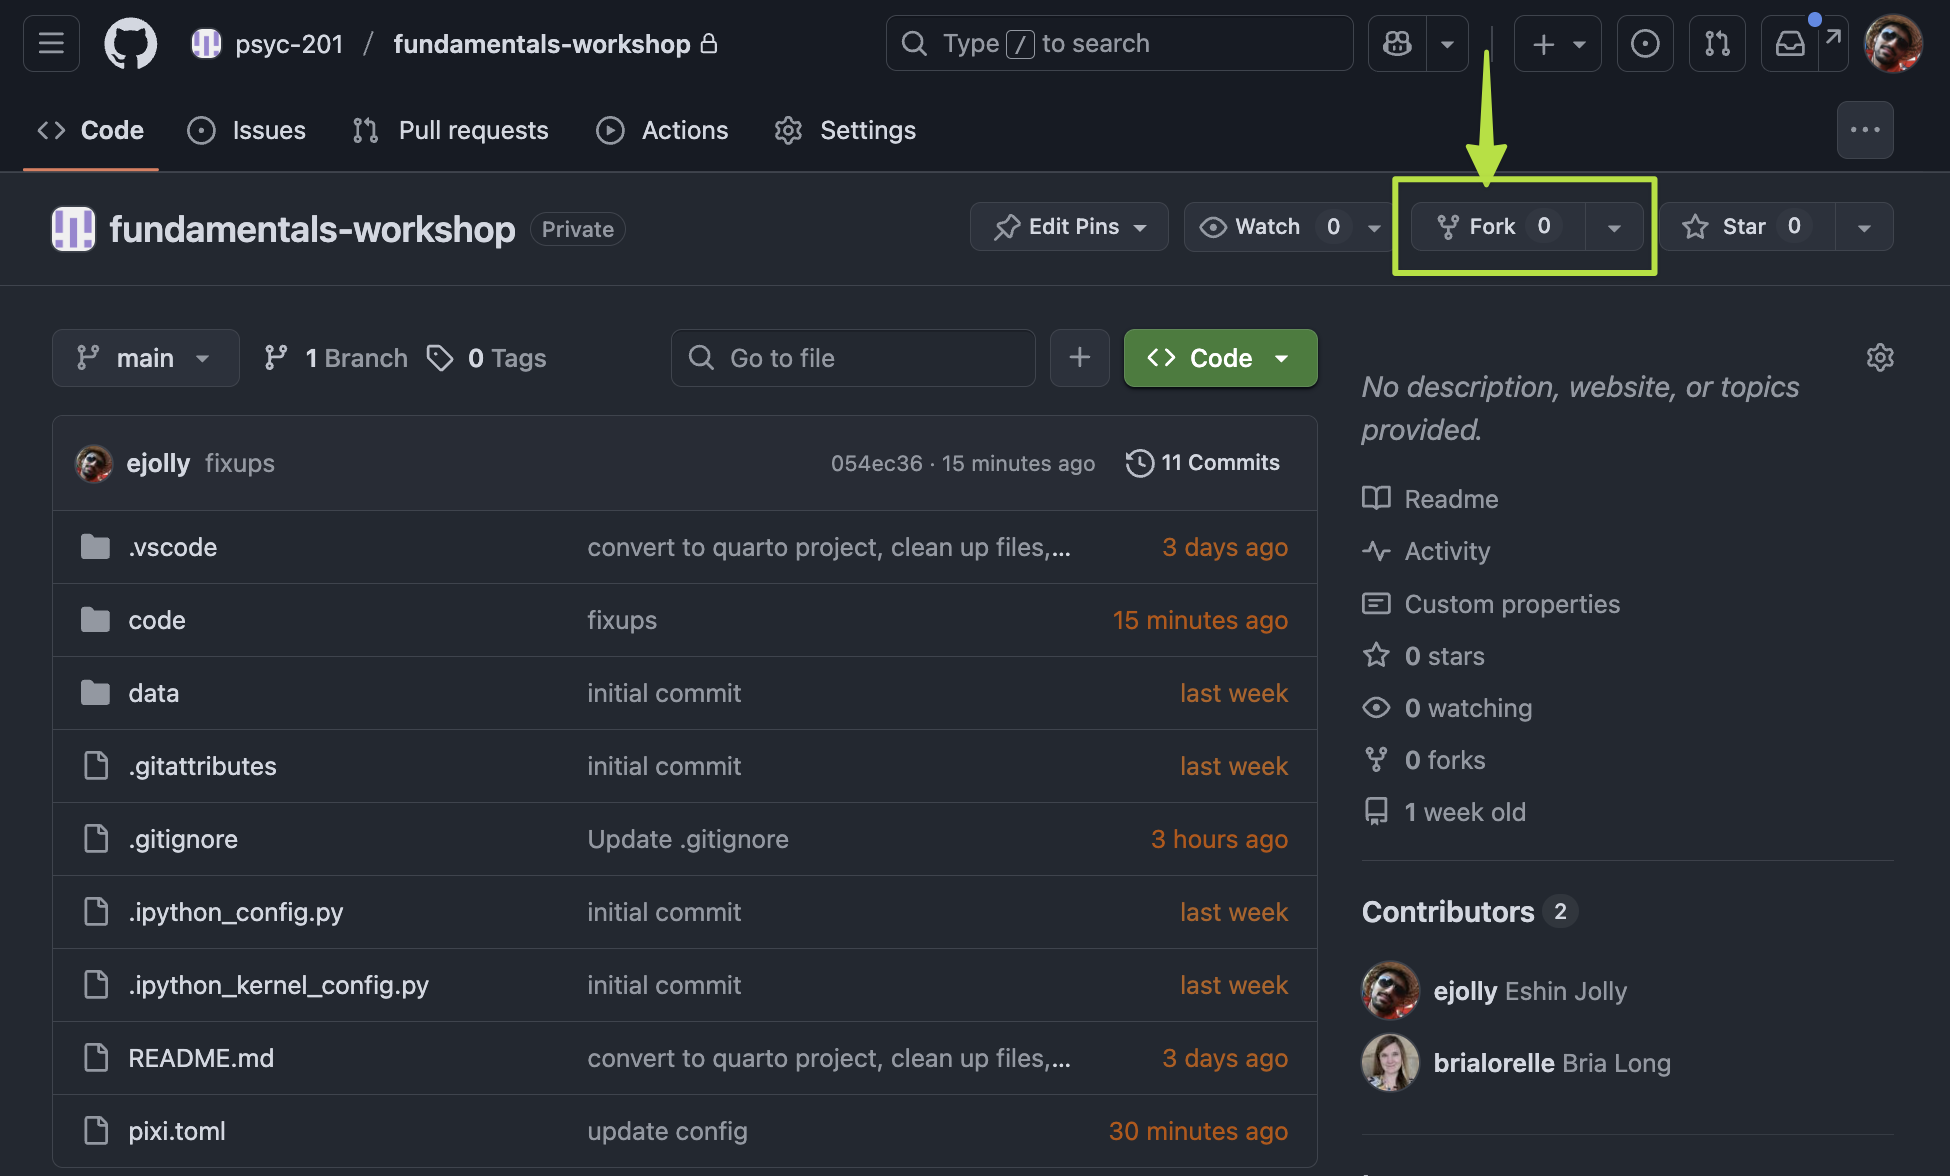 psyc-201 / fundamentals-workshop
Type / to search
Code
Issues
Pull requests
Actions
Settings
fundamentals-workshop
Private
Edit Pins
Watch 0
Fork 0
Star 0
main
1 Branch
0 Tags
Go to file
Code
No description, website, or topics
provided.
ejolly fixups
054ec36 · 15 minutes ago
11 Commits
.vscode convert to quarto project, clean up files,... 3 days ago
code fixups 15 minutes ago
data initial commit last week
.gitattributes initial commit last week
.gitignore Update .gitignore 3 hours ago
.ipython_config.py initial commit last week
.ipython_kernel_config.py initial commit last week
README.md convert to quarto project, clean up files,... 3 days ago
pixi.toml update config 30 minutes ago
Readme
Activity
Custom properties
0 stars
0 watching
0 forks
1 week old
Contributors 2
ejolly Eshin Jolly
brialorelle Bria Long